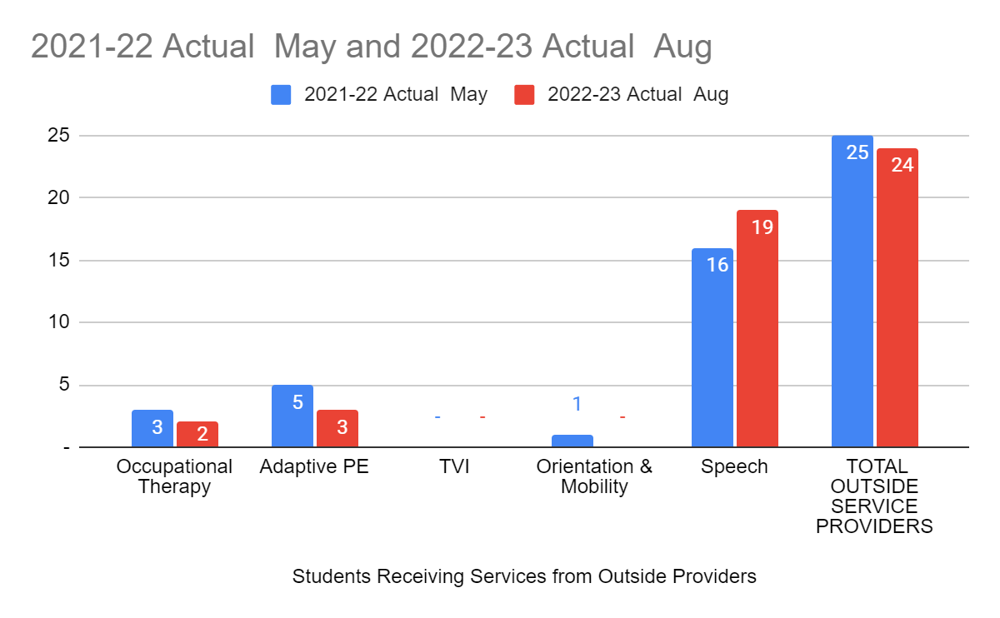 2021-22 Actual  May and 2022-23 Actual  Aug
2021-22 Actual  May
2022-23 Actual  Aug
25
20
15
10
5
-
3
2
5
3
-
-
1
-
16
19
25
24
Occupational
Therapy
Adaptive PE
TVI
Orientation &
Mobility
Speech
TOTAL
OUTSIDE
SERVICE
PROVIDERS
Students Receiving Services from Outside Providers